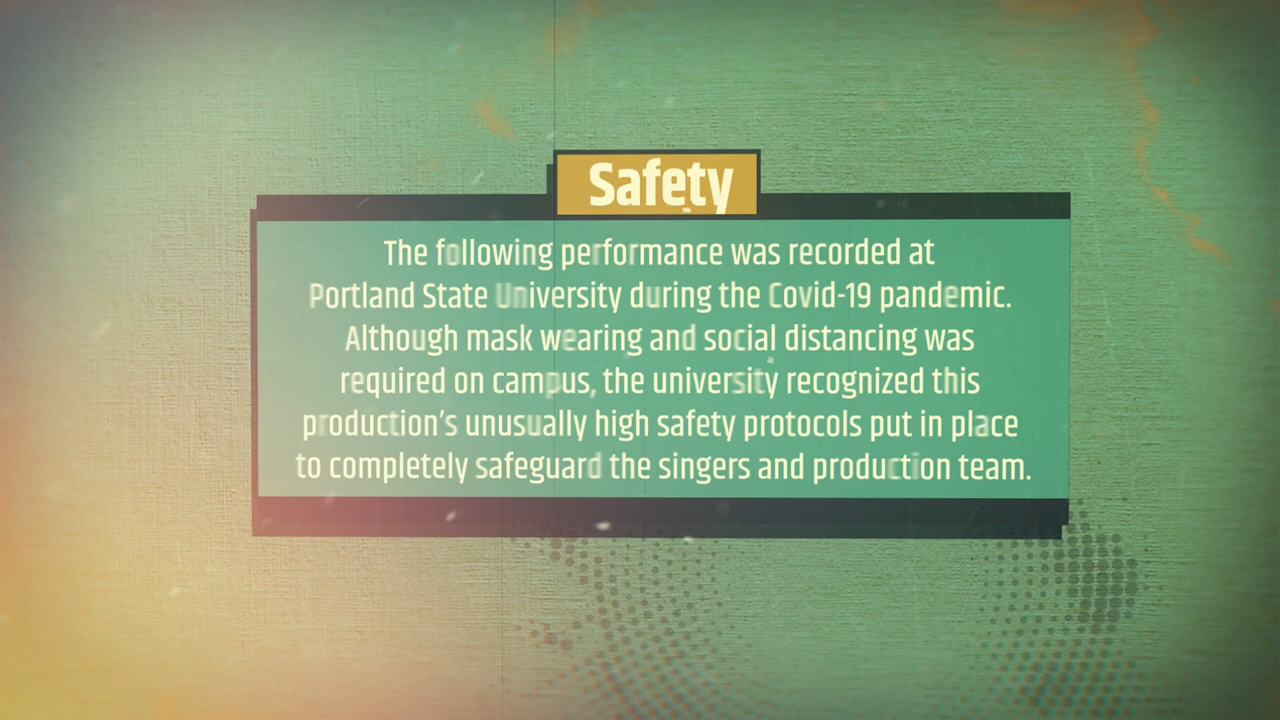 Safety
The following performance was recorded at
Portland State University during the Covid-19 pandemic.
Although mask wearing and social distancing was
required on campus, the university recognized this
production’s unusually high safety protocols put in place
to completely safeguard the singers and production team.